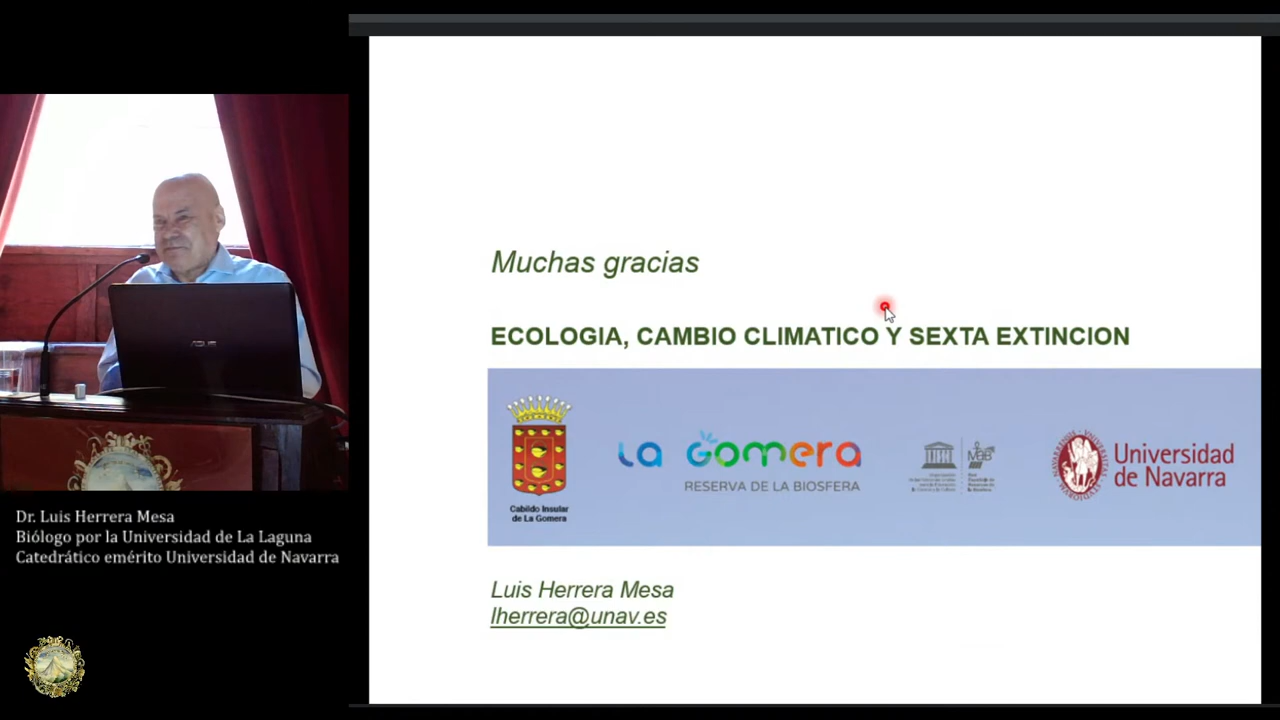 Muchas gracias
ECOLOGIA, CAMBIO CLIMATICO Y SEXTA EXTINCION
Cabildo Insular
de La Gomera
La Gomera
RESERVA DE LA BIOSFERA
MaB
Universidad
de Navarra
Luis Herrera Mesa
lherrera@unav.es
ASUS
Dr. Luis Herrera Mesa
Biólogo por la Universidad de La Laguna
Catedrático emérito Universidad de Navarra